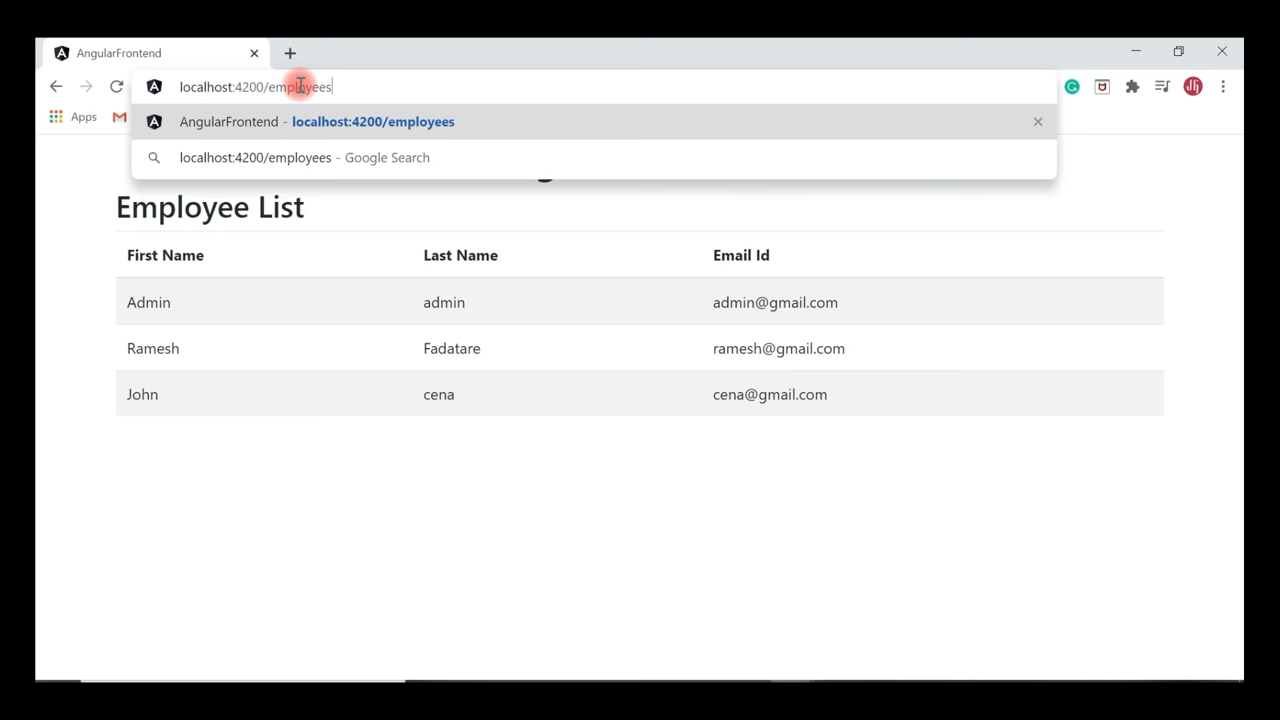 AngularFrontend
localhost:4200/employees
Apps
AngularFrontend - localhost:4200/employees
localhost:4200/employees - Google Search
Employee List
First Name Last Name Email Id
Admin admin admin@gmail.com
Ramesh Fadatare ramesh@gmail.com
John cena cena@gmail.com